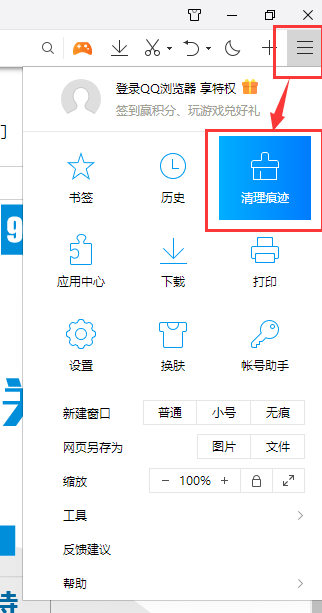 登录QQ浏览器 享特权
签到赢积分、玩游戏兑好礼
书签
历史
清理痕迹
应用中心
下载
打印
设置
换肤
帐号助手
新建窗口 普通 小号 无痕
网页另存为 图片 文件
缩放 − 100% +
工具
反馈建议
帮助
9